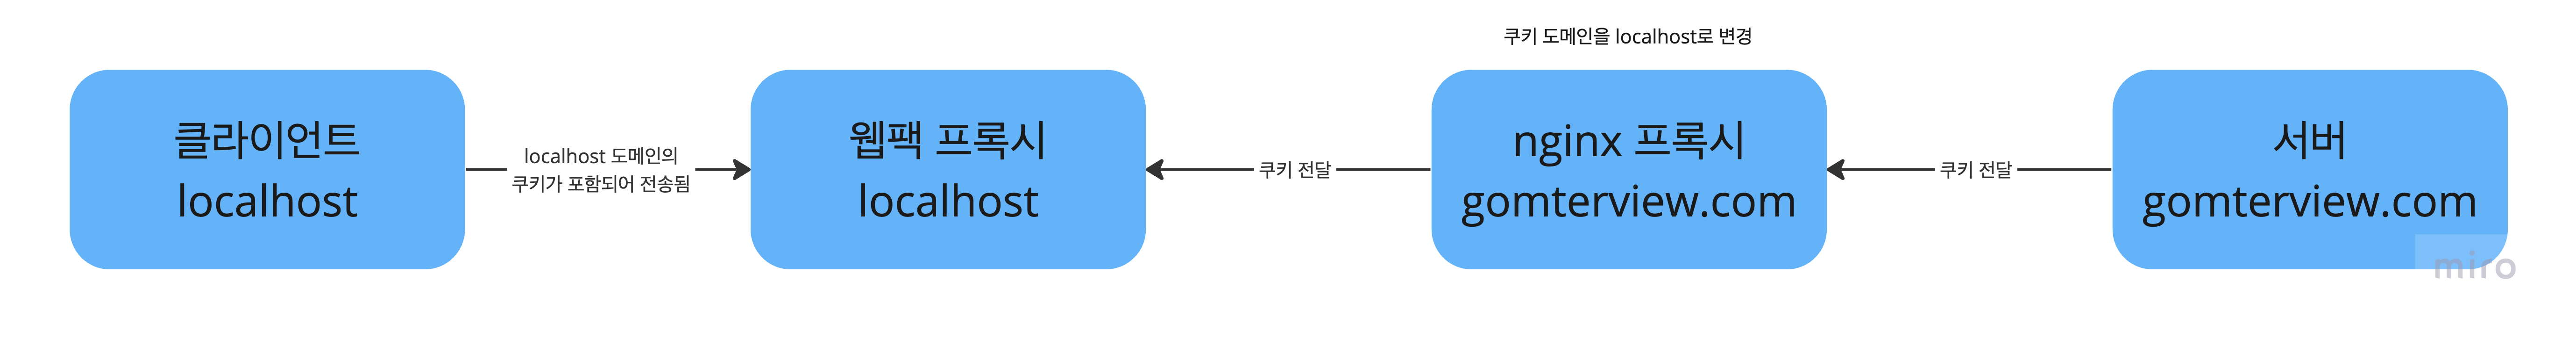 쿠키 도메인을 localhost로 변경
클라이언트
localhost
localhost 도메인의
쿠키가 포함되어 전송됨
웹팩 프록시
localhost
쿠키 전달
nginx 프록시
gomterview.com
쿠키 전달
서버
gomterview.com
miro